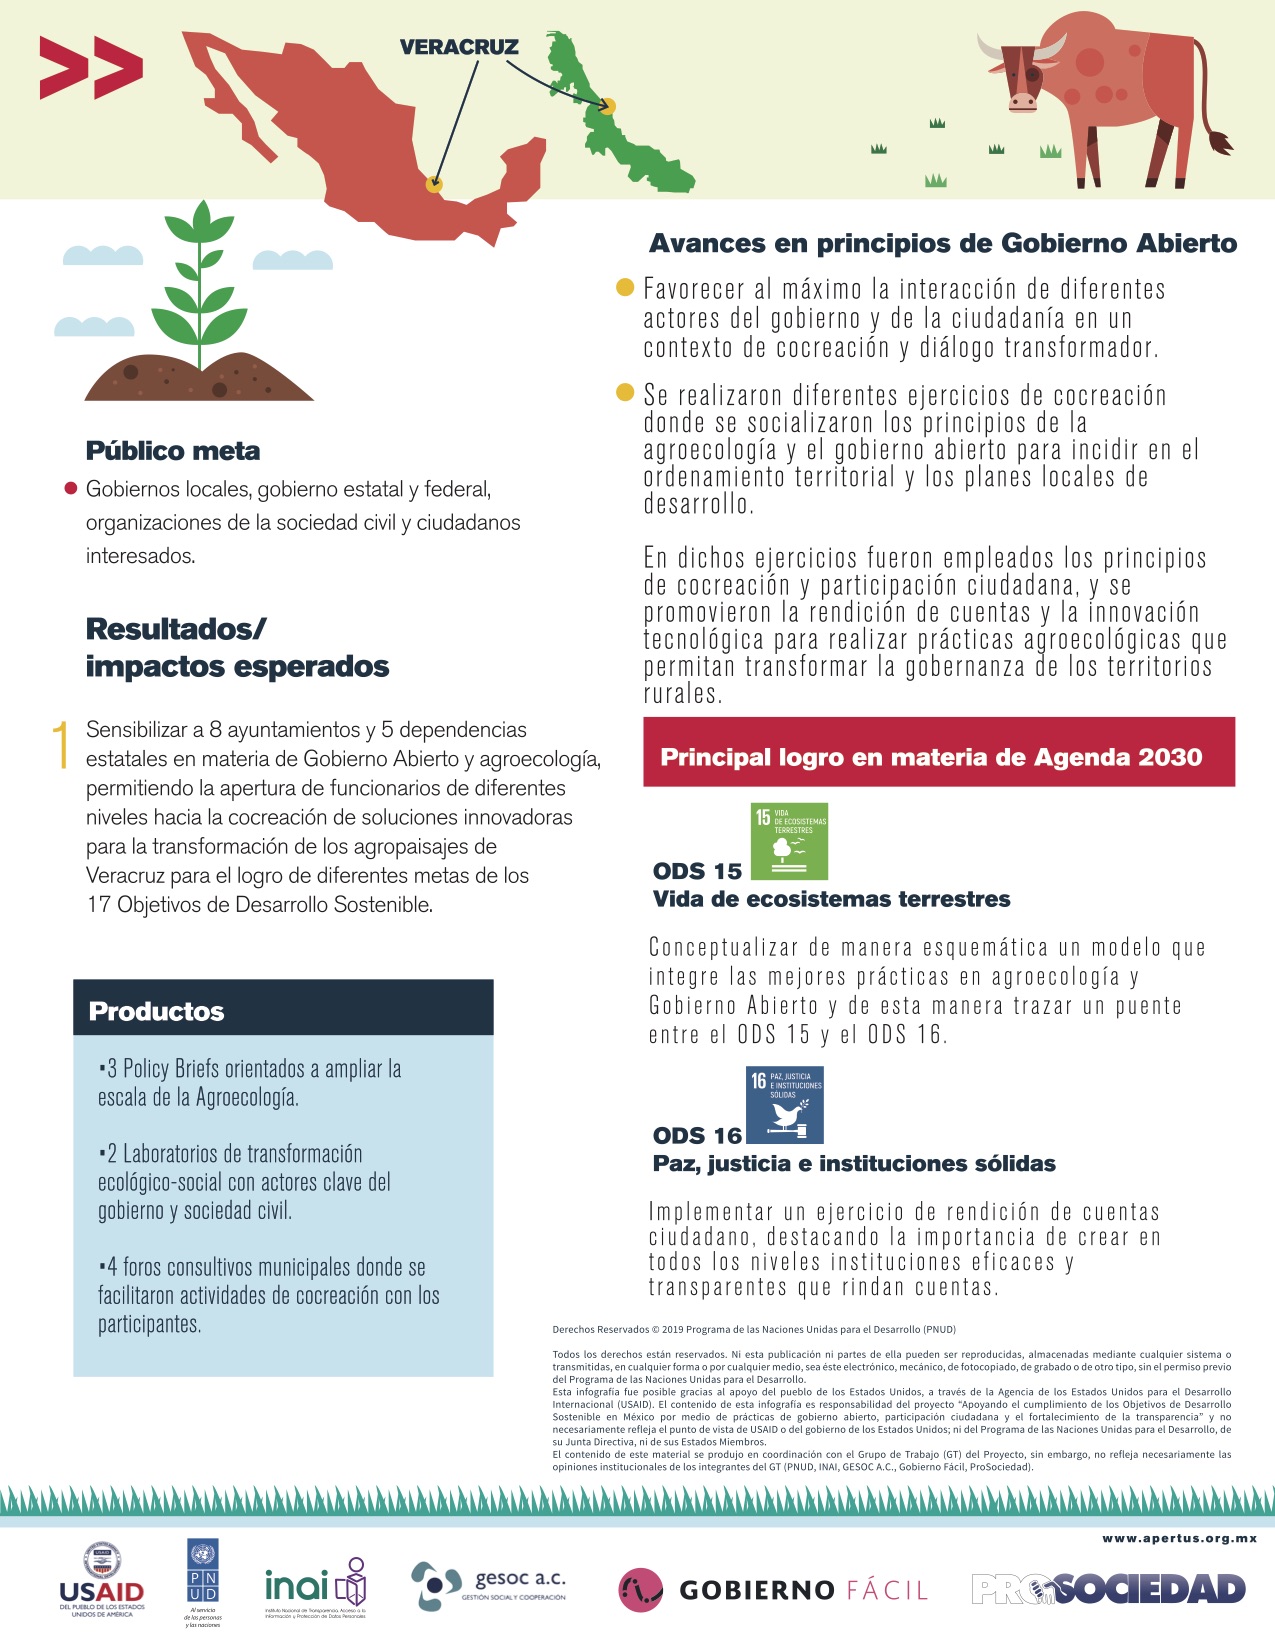 VERACRUZ
Público meta
Gobiernos locales, gobierno estatal y federal,
organizaciones de la sociedad civil y ciudadanos
interesados.
Resultados/
impactos esperados
1
Sensibilizar a 8 ayuntamientos y 5 dependencias
estatales en materia de Gobierno Abierto y agroecología,
permitiendo la apertura de funcionarios de diferentes
niveles hacia la cocreación de soluciones innovadoras
para la transformación de los agropaisajes de
Veracruz para el logro de diferentes metas de los
17 Objetivos de Desarrollo Sostenible.
Productos
▪3 Policy Briefs orientados a ampliar la
escala de la Agroecología.
▪2 Laboratorios de transformación
ecológico-social con actores clave del
gobierno y sociedad civil.
▪4 foros consultivos municipales donde se
facilitaron actividades de cocreación con los
participantes.
Avances en principios de Gobierno Abierto
Favorecer al máximo la interacción de diferentes
actores del gobierno y de la ciudadanía en un
contexto de cocreación y diálogo transformador.
Se realizaron diferentes ejercicios de cocreación
donde se socializaron los principios de la
agroecología y el gobierno abierto para incidir en el
ordenamiento territorial y los planes locales de
desarrollo.
En dichos ejercicios fueron empleados los principios
de cocreación y participación ciudadana, y se
promovieron la rendición de cuentas y la innovación
tecnológica para realizar prácticas agroecológicas que
permitan transformar la gobernanza de los territorios
rurales.
Principal logro en materia de Agenda 2030
15 VIDA
DE ECOSISTEMAS
TERRESTRES
ODS 15
Vida de ecosistemas terrestres
Conceptualizar de manera esquemática un modelo que
integre las mejores prácticas en agroecología y
Gobierno Abierto y de esta manera trazar un puente
entre el ODS 15 y el ODS 16.
16 PAZ, JUSTICIA
E INSTITUCIONES
SÓLIDAS
ODS 16
Paz, justicia e instituciones sólidas
Implementar un ejercicio de rendición de cuentas
ciudadano, destacando la importancia de crear en
todos los niveles instituciones eficaces y
transparentes que rindan cuentas.
Derechos Reservados © 2019 Programa de las Naciones Unidas para el Desarrollo (PNUD)
Todos los derechos están reservados. Ni esta publicación ni partes de ella pueden ser reproducidas, almacenadas mediante cualquier sistema o
transmitidas, en cualquier forma o por cualquier medio, sea éste electrónico, mecánico, de fotocopiado, de grabado o de otro tipo, sin el permiso previo
del Programa de las Naciones Unidas para el Desarrollo.
Esta infografía fue posible gracias al apoyo del pueblo de los Estados Unidos, a través de la Agencia de los Estados Unidos para el Desarrollo
Internacional (USAID). El contenido de esta infografía es responsabilidad del proyecto “Apoyando el cumplimiento de los Objetivos de Desarrollo
Sostenible en México por medio de prácticas de gobierno abierto, participación ciudadana y el fortalecimiento de la transparencia” y no
necesariamente refleja el punto de vista de USAID o del gobierno de los Estados Unidos; ni del Programa de las Naciones Unidas para el Desarrollo, de
su Junta Directiva, ni de sus Estados Miembros.
El contenido de este material se produjo en coordinación con el Grupo de Trabajo (GT) del Proyecto, sin embargo, no refleja necesariamente las
opiniones institucionales de los integrantes del GT (PNUD, INAI, GESOC A.C., Gobierno Fácil, ProSociedad).
www.apertus.org.mx
USAID
DEL PUEBLO DE LOS ESTADOS
UNIDOS DE AMÉRICA
P N
U D
Al servicio
de las personas
y las naciones
inai
Instituto Nacional de Transparencia, Acceso a la
Información y Protección de Datos Personales
gesoc a.c.
GESTIÓN SOCIAL Y COOPERACIÓN
GOBIERNO FÁCIL
PROSOCIEDAD